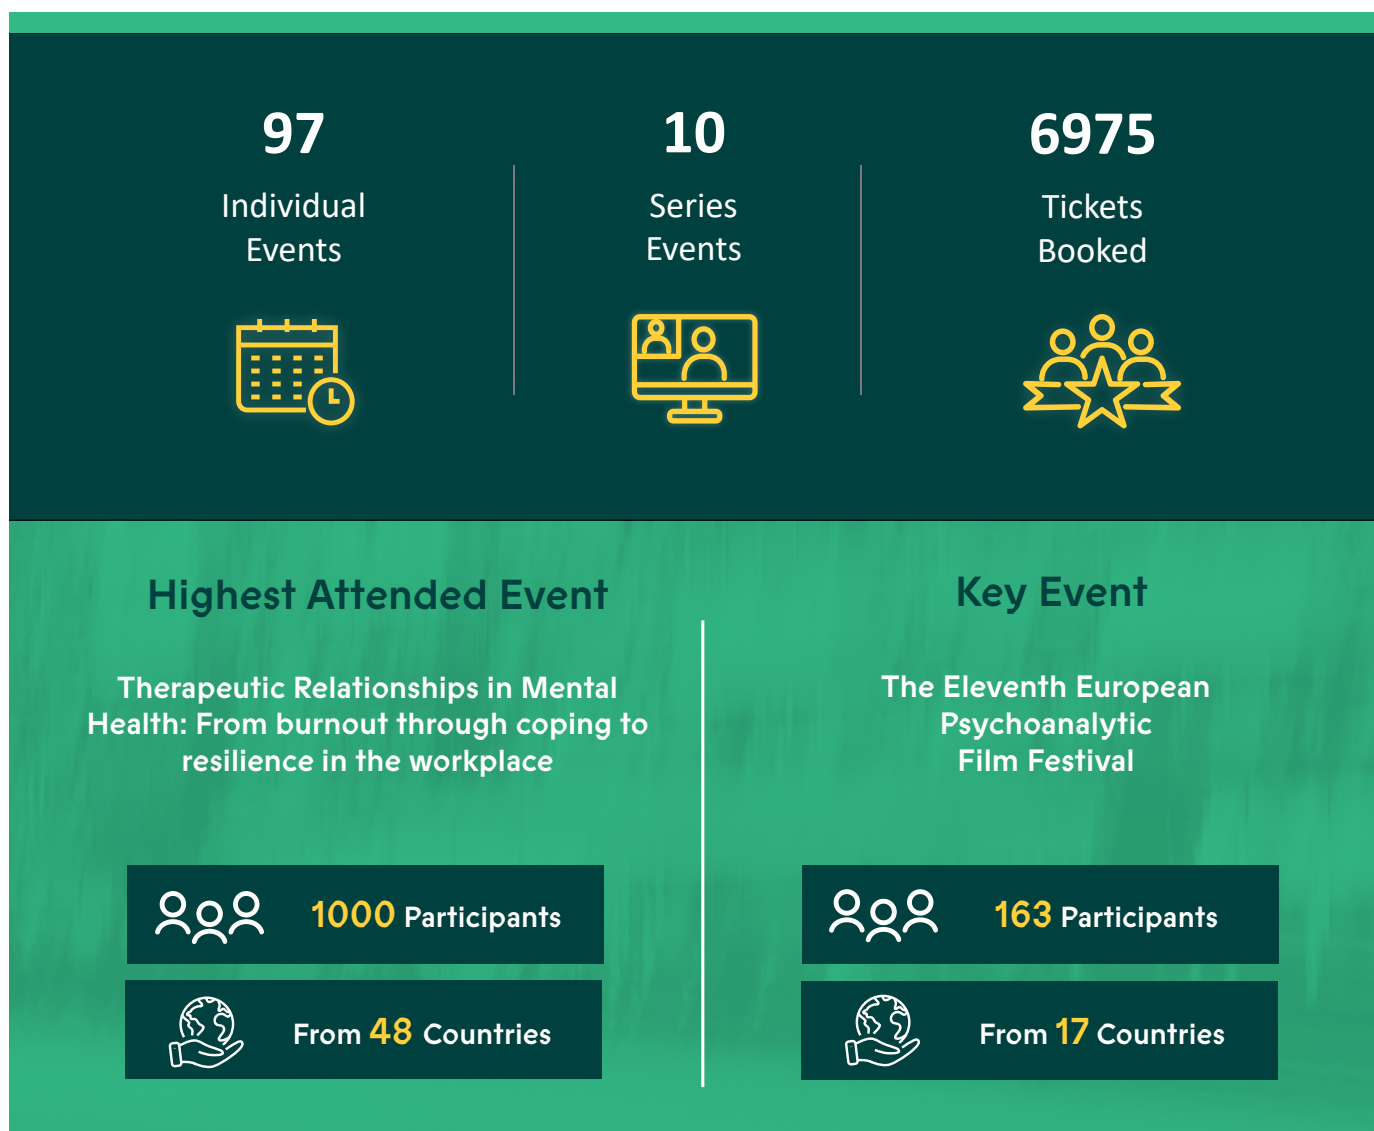 97
Individual
Events
10
Series
Events
6975
Tickets
Booked
Highest Attended Event
Therapeutic Relationships in Mental
Health: From burnout through coping to
resilience in the workplace
1000 Participants
From 48 Countries
Key Event
The Eleventh European
Psychoanalytic
Film Festival
163 Participants
From 17 Countries